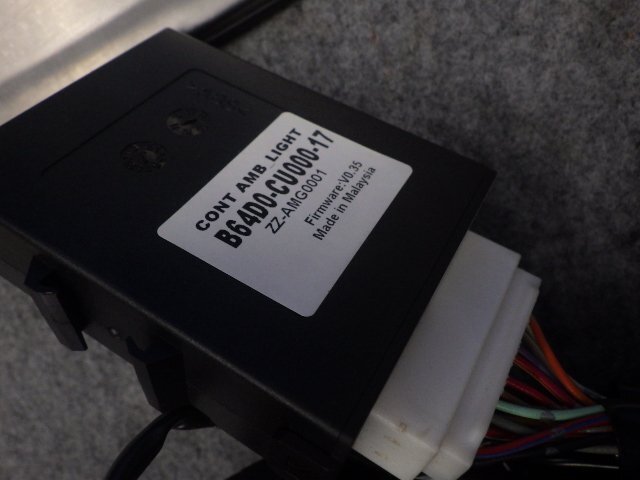 CONT AMB LIGHT
B64D0-CU000-17
ZZ-AMG0001
Firmware:V0.35
Made in Malaysia